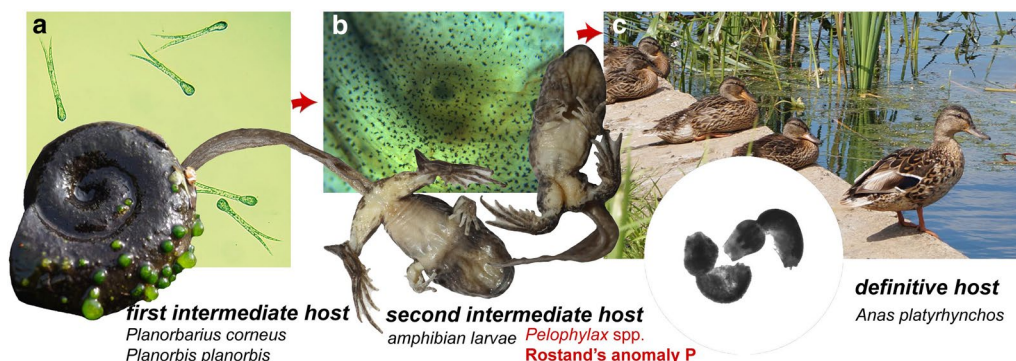 a
b
c
first intermediate host
Planorbarius corneus
Planorbis planorbis
second intermediate host
amphibian larvae
Pelophylax spp.
Rostand's anomaly P
definitive host
Anas platyrhynchos